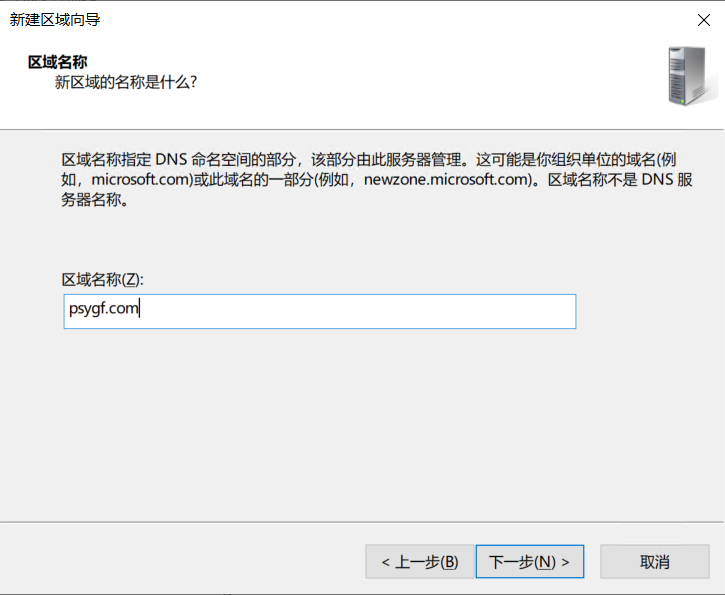 新建区域向导
区域名称
新区域的名称是什么?
区域名称指定 DNS 命名空间的部分，该部分由此服务器管理。这可能是你组织单位的域名(例
如，microsoft.com)或此域名的一部分(例如，newzone.microsoft.com)。区域名称不是 DNS 服
务器名称。
区域名称(Z):
psygf.com
< 上一步(B) 下一步(N) > 取消